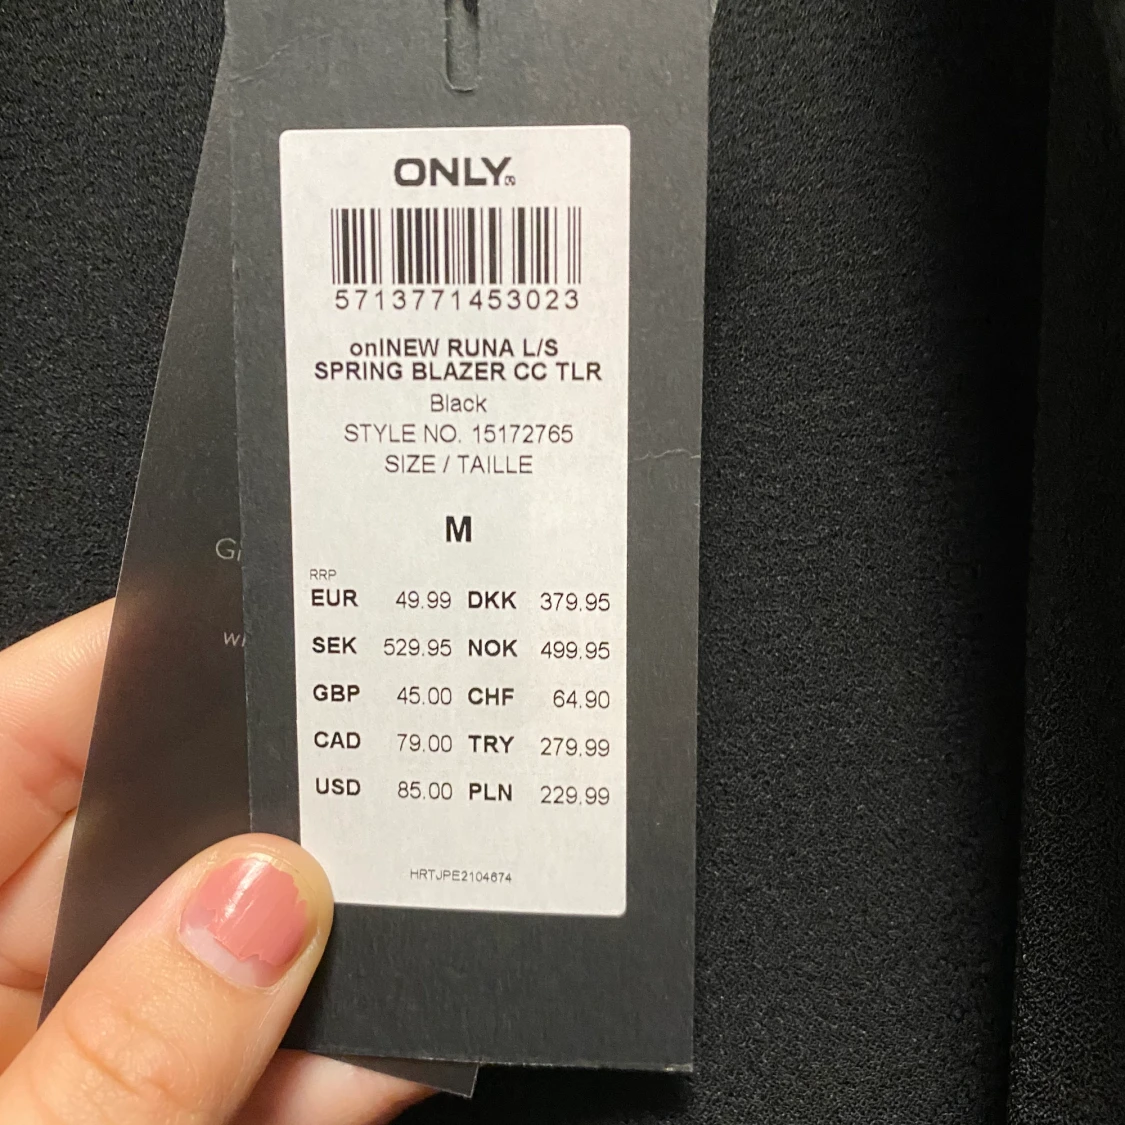 ONLY®
5713771453023
onlNEW RUNA L/S
SPRING BLAZER CC TLR
Black
STYLE NO. 15172765
SIZE / TAILLE
M
RRP
EUR 49.99 DKK 379.95
SEK 529.95 NOK 499.95
GBP 45.00 CHF 64.90
CAD 79.00 TRY 279.99
USD 85.00 PLN 229.99
HRTJPE2104674